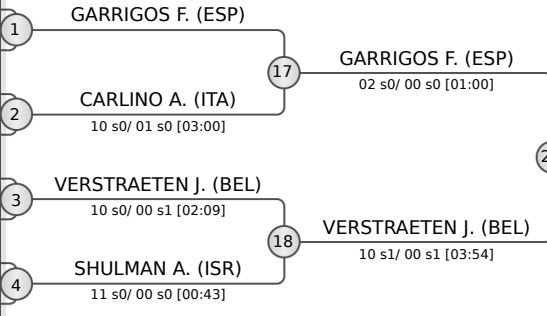 GARRIGOS F. (ESP)
1
17
GARRIGOS F. (ESP)
02 s0/ 00 s0 [01:00]
CARLINO A. (ITA)
2
10 s0/ 01 s0 [03:00]
VERSTRAETEN J. (BEL)
3
10 s0/ 00 s1 [02:09]
18
VERSTRAETEN J. (BEL)
10 s1/ 00 s1 [03:54]
SHULMAN A. (ISR)
4
11 s0/ 00 s0 [00:43]